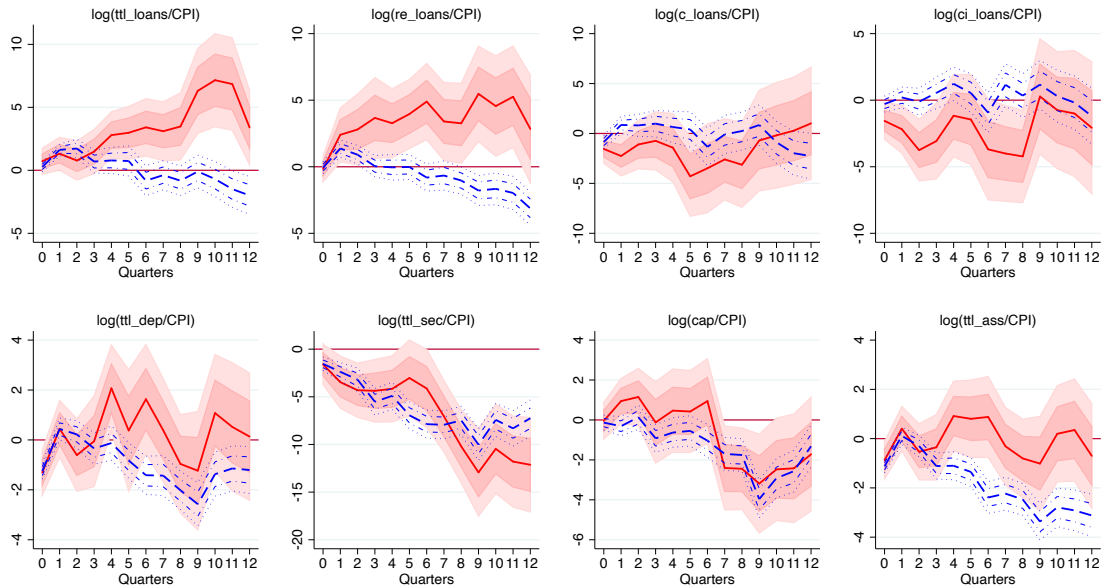 log(ttl_loans/CPI)
10
5
0
-5
0 1 2 3 4 5 6 7 8 9 10 11 12
Quarters
log(re_loans/CPI)
10
5
0
-5
0 1 2 3 4 5 6 7 8 9 10 11 12
Quarters
log(c_loans/CPI)
10
5
0
-5
-10
0 1 2 3 4 5 6 7 8 9 10 11 12
Quarters
log(ci_loans/CPI)
5
0
-5
-10
0 1 2 3 4 5 6 7 8 9 10 11 12
Quarters
log(ttl_dep/CPI)
4
2
0
-2
-4
0 1 2 3 4 5 6 7 8 9 10 11 12
Quarters
log(ttl_sec/CPI)
0
-5
-10
-15
-20
0 1 2 3 4 5 6 7 8 9 10 11 12
Quarters
log(cap/CPI)
4
2
0
-2
-4
-6
0 1 2 3 4 5 6 7 8 9 10 11 12
Quarters
log(ttl_ass/CPI)
4
2
0
-2
-4
0 1 2 3 4 5 6 7 8 9 10 11 12
Quarters